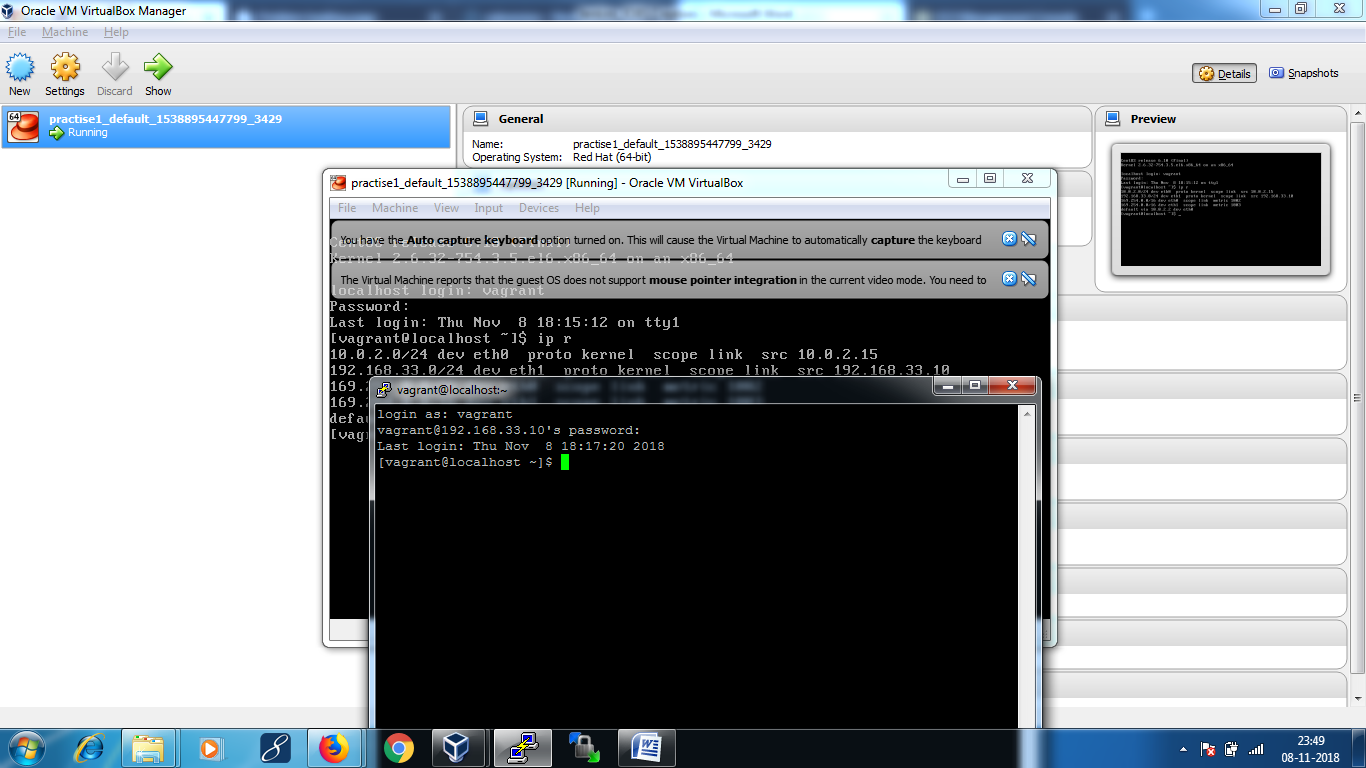 Oracle VM VirtualBox Manager
File Machine Help
New Settings Discard Show
Details Snapshots
practise1_default_1538895447799_3429
Running
General
Name: practise1_default_1538895447799_3429
Operating System: Red Hat (64-bit)
Preview
practise1_default_1538895447799_3429 [Running] - Oracle VM VirtualBox
File Machine View Input Devices Help
You have the Auto capture keyboard option turned on. This will cause the Virtual Machine to automatically capture the keyboard
Kernel 2.6.32-754.3.5.el6.x86_64 on an x86_64
The Virtual Machine reports that the guest OS does not support mouse pointer integration in the current video mode. You need to
localhost login: vagrant
Password:
Last login: Thu Nov  8 18:15:12 on tty1
[vagrant@localhost ~]$ ip r
10.0.2.0/24 dev eth0  proto kernel  scope link  src 10.0.2.15
192.168.33.0/24 dev eth1  proto kernel  scope link  src 192.168.33.10
169.2
169.2
defau
[vagr
vagrant@localhost:~
login as: vagrant
vagrant@192.168.33.10's password:
Last login: Thu Nov  8 18:17:20 2018
[vagrant@localhost ~]$
23:49
08-11-2018